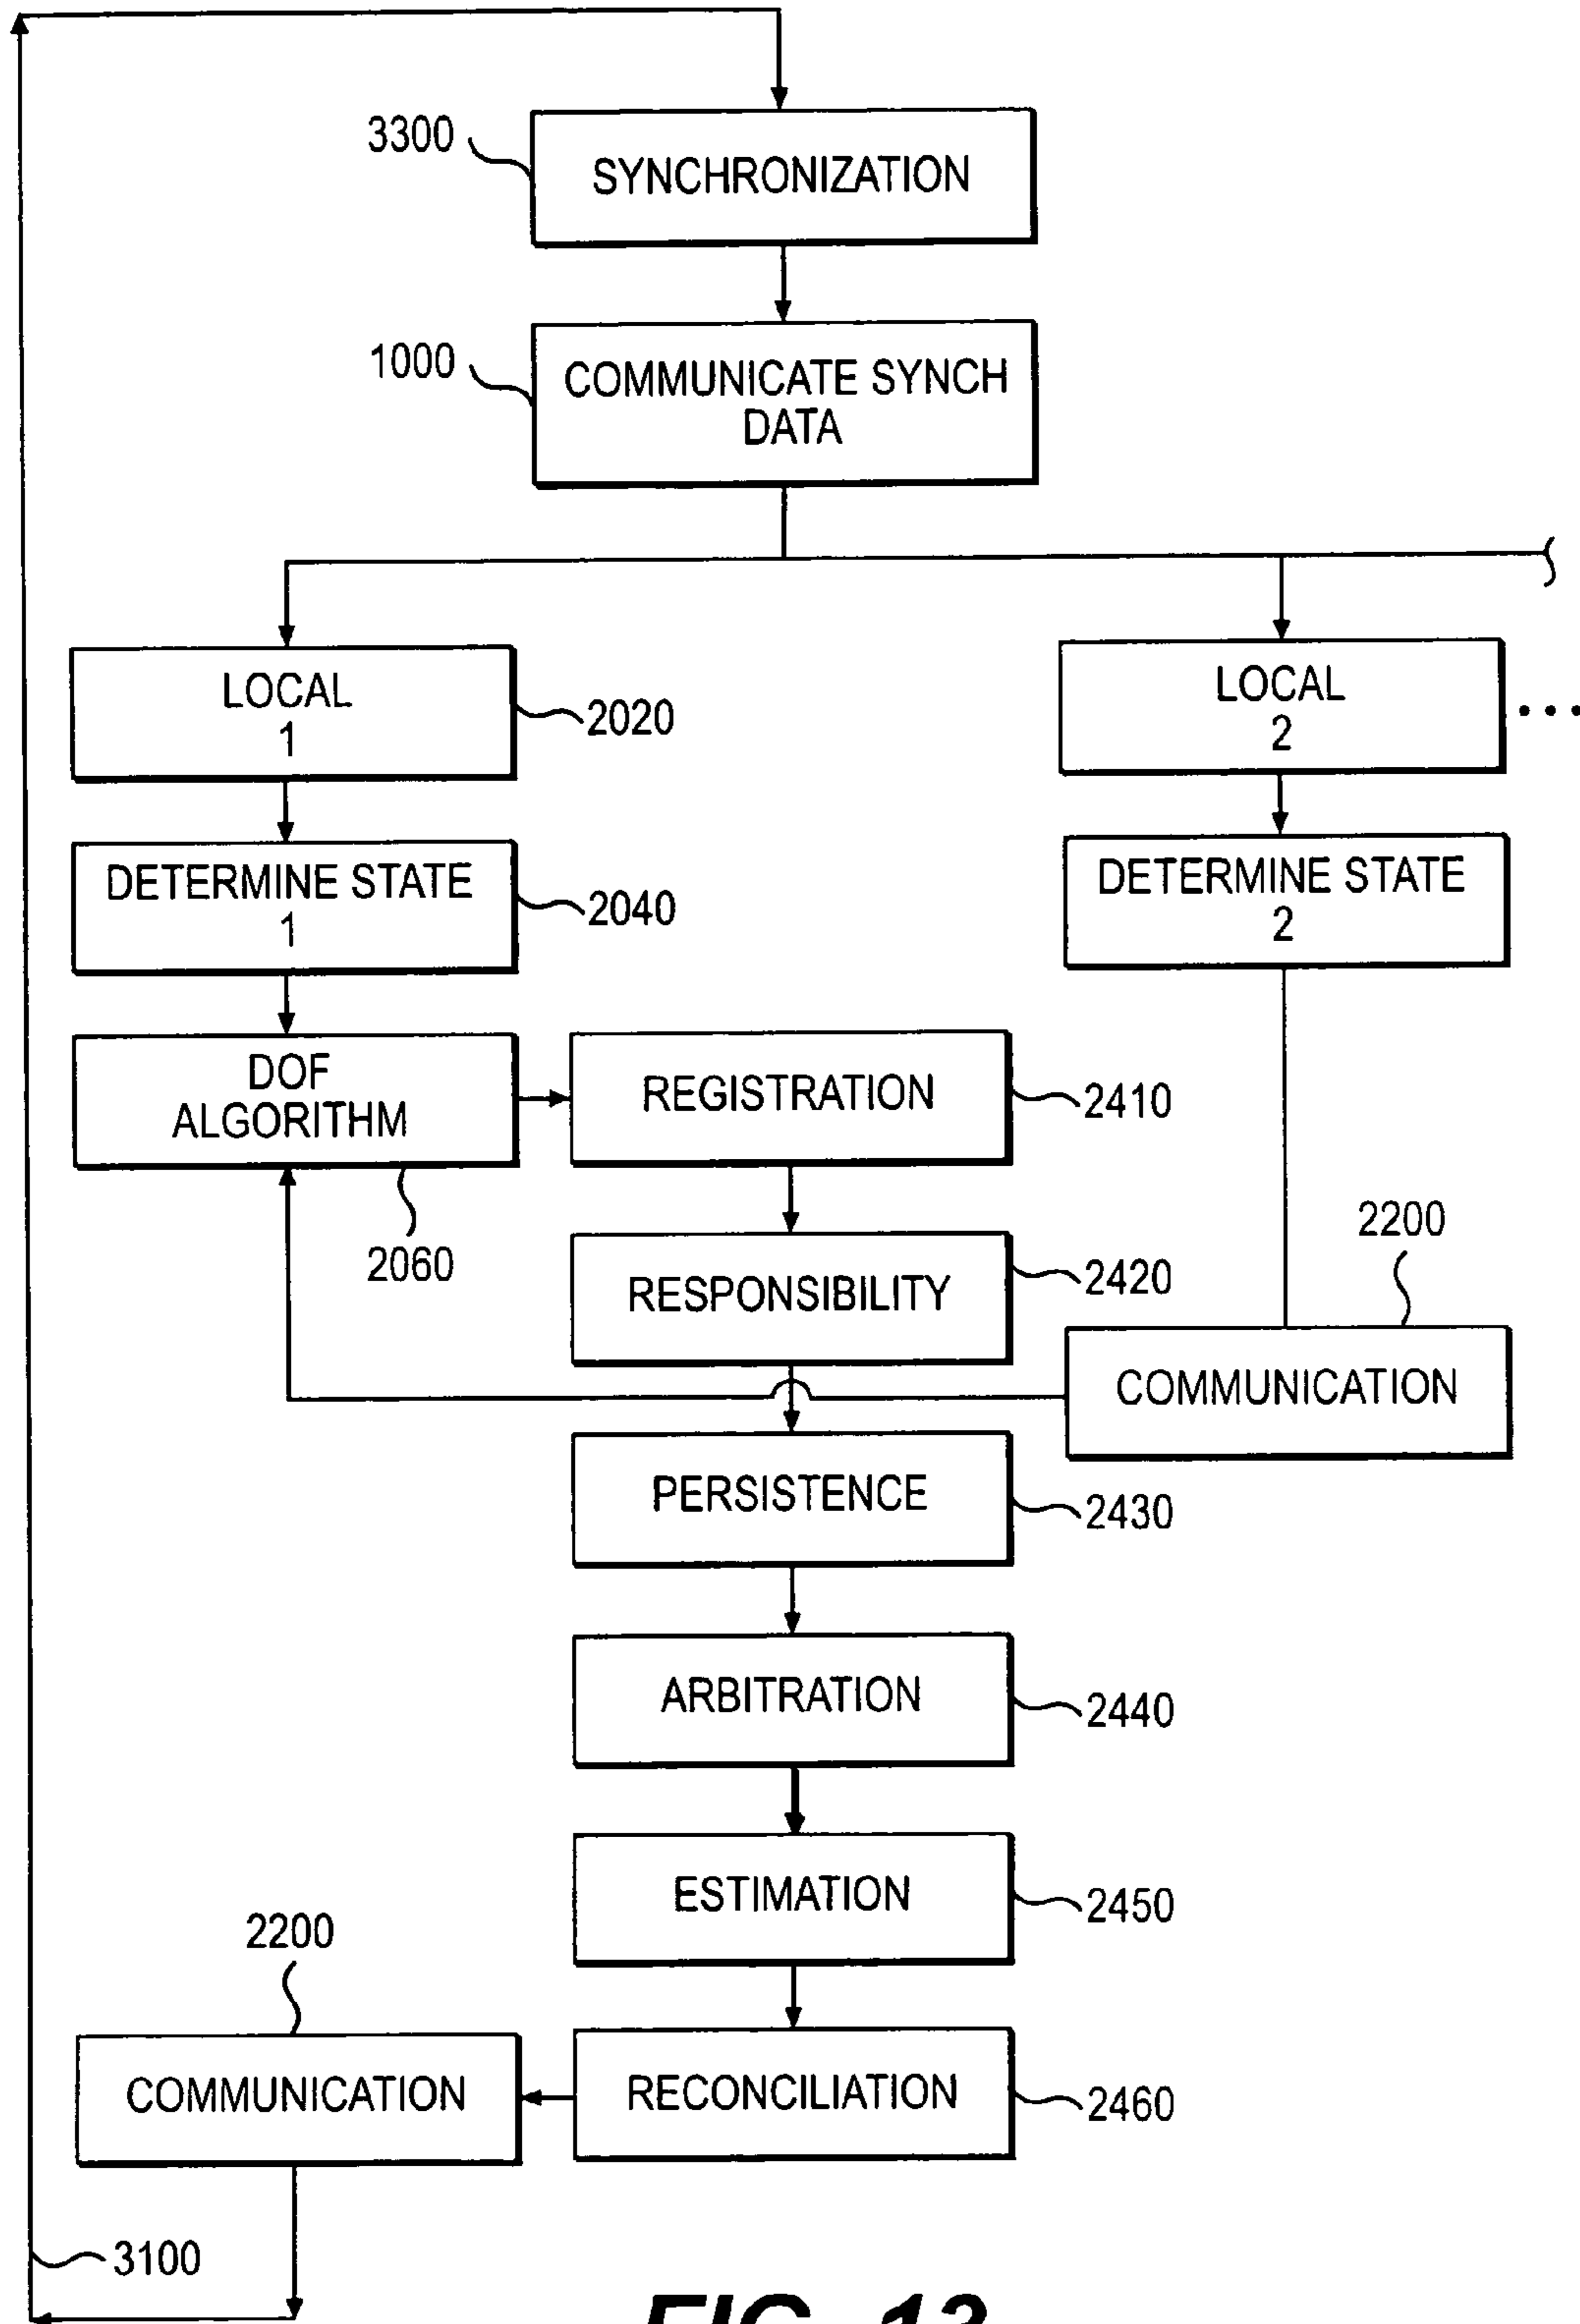 3300
SYNCHRONIZATION
1000
COMMUNICATE SYNCH
DATA
LOCAL
1
2020
LOCAL
2
...
DETERMINE STATE
1
2040
DETERMINE STATE
2
DOF
ALGORITHM
2060
REGISTRATION
2410
RESPONSIBILITY
2420
2200
COMMUNICATION
PERSISTENCE
2430
ARBITRATION
2440
ESTIMATION
2450
2200
COMMUNICATION
RECONCILIATION
2460
3100
FIG. 13